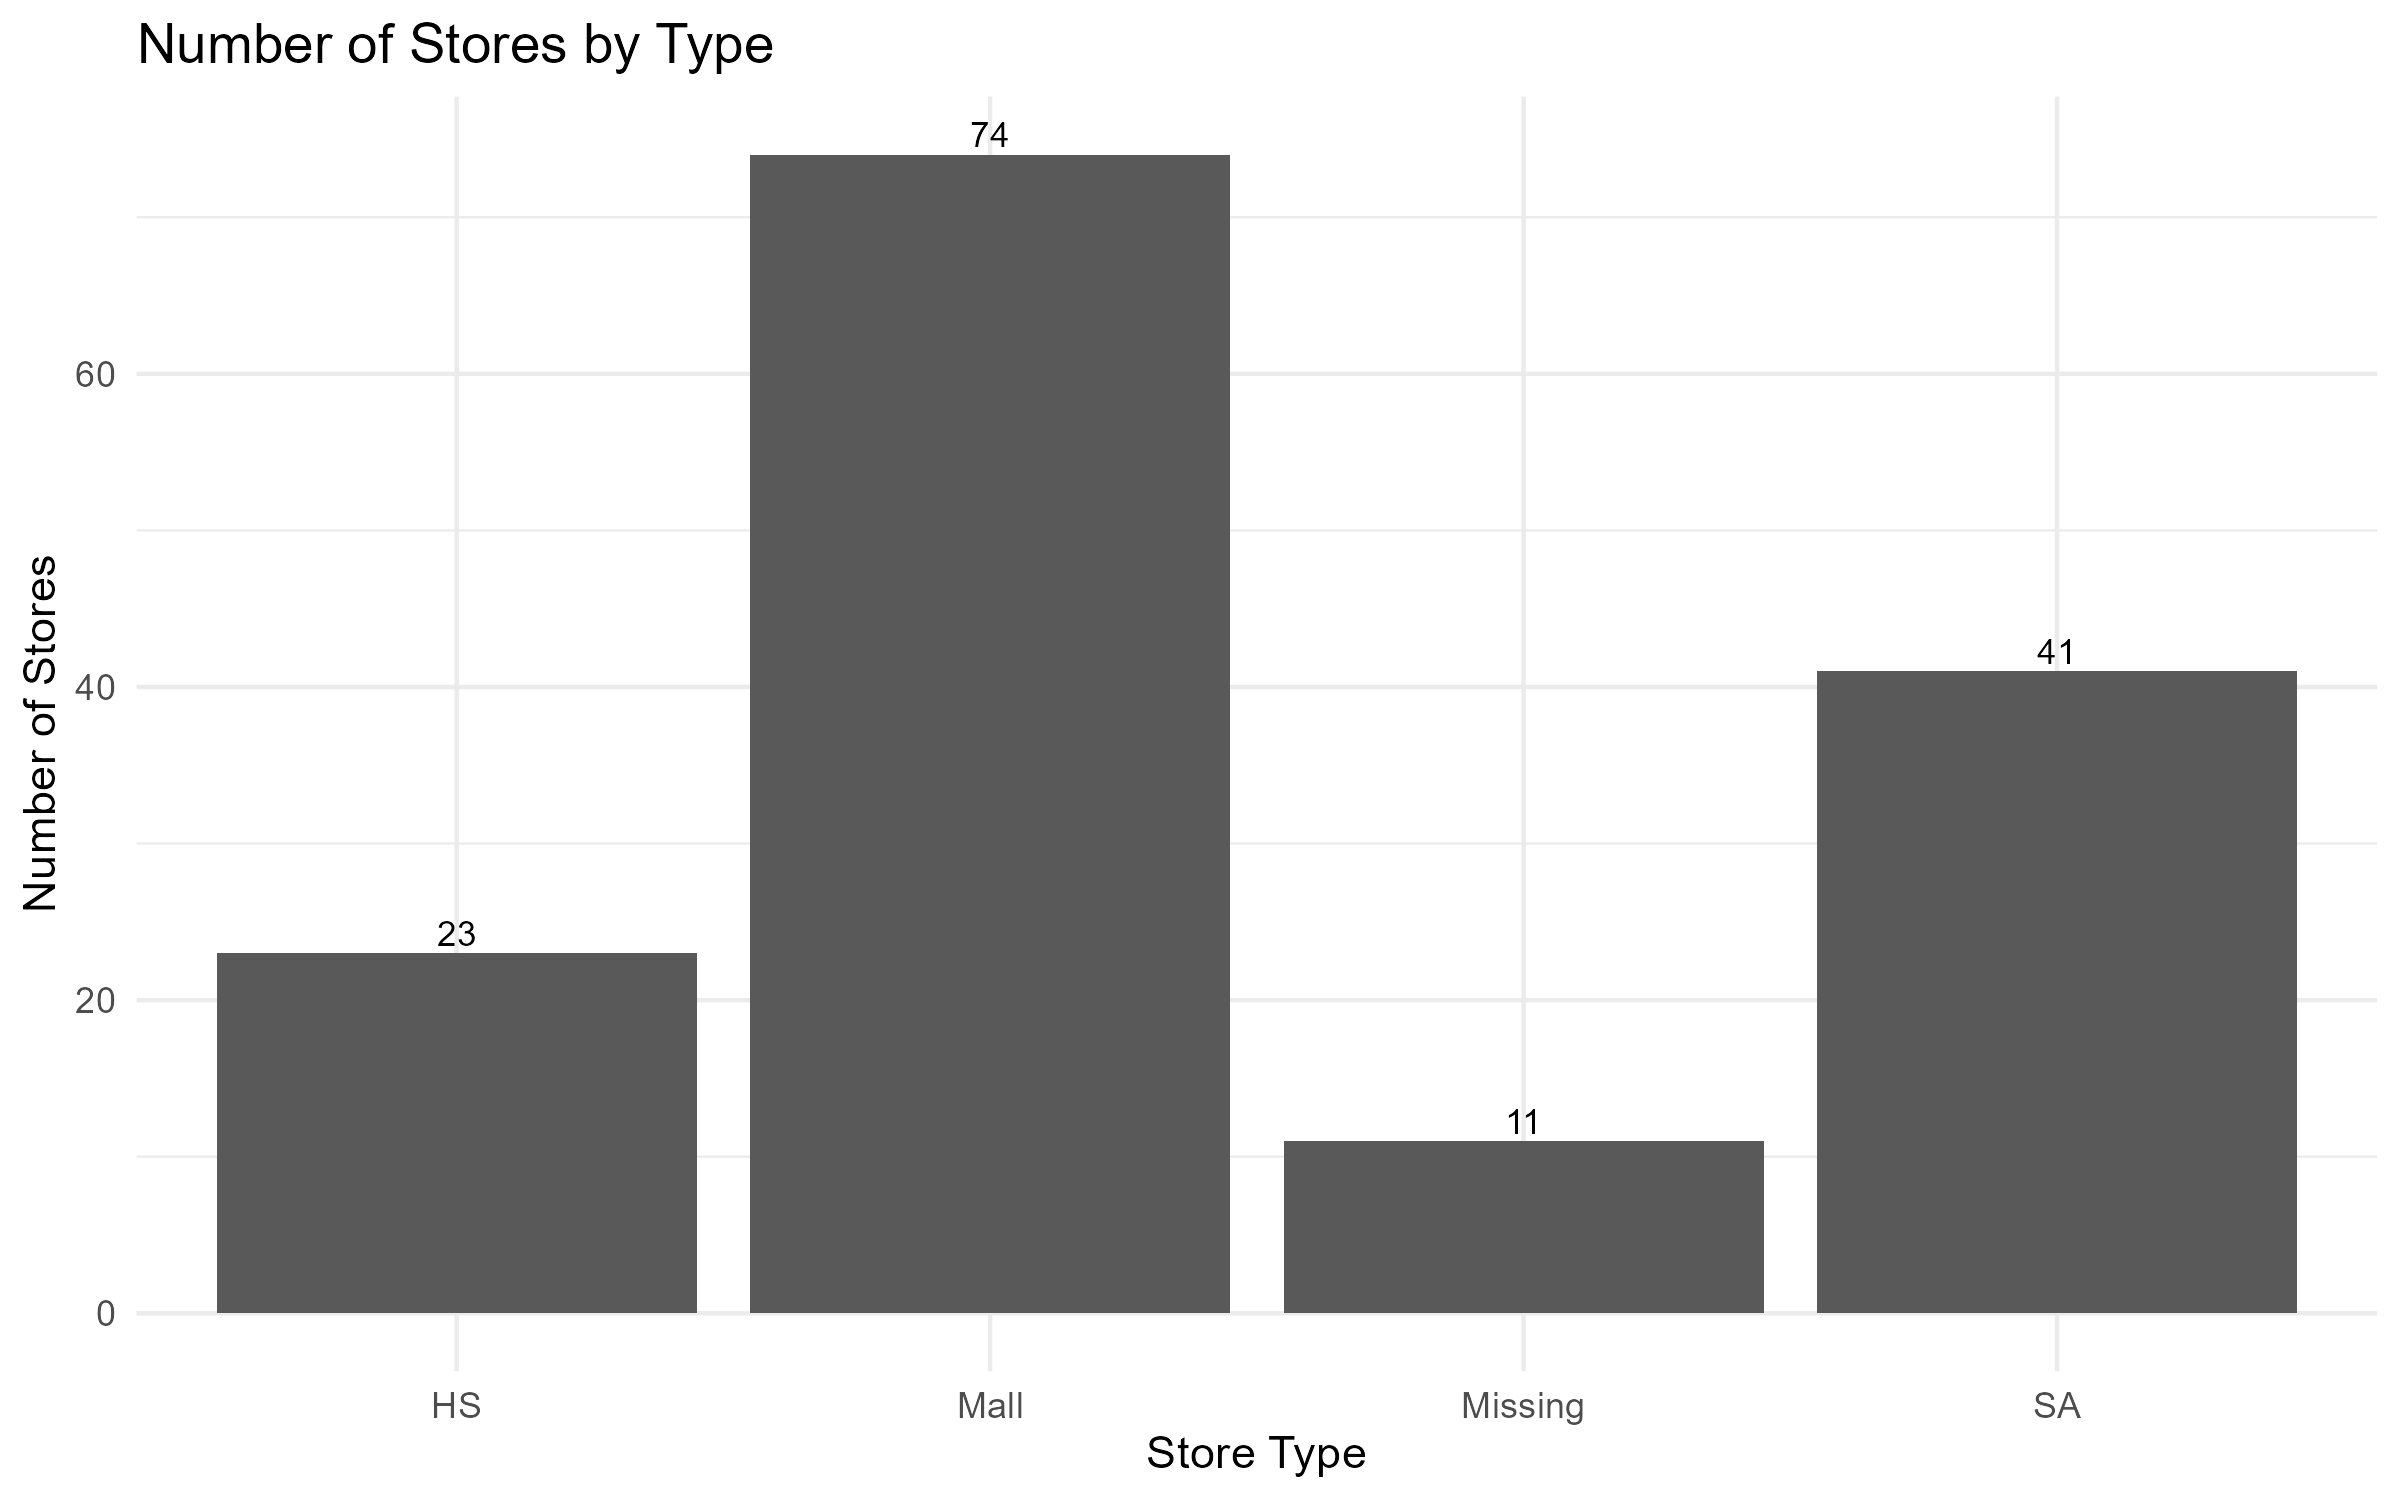 Number of Stores by Type
74
60
41
40
23
20
11
0
Number of Stores
HS Mall Missing SA
Store Type